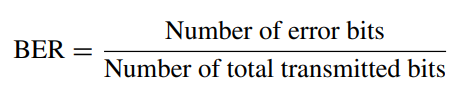 BER = Number of error bits
Number of total transmitted bits